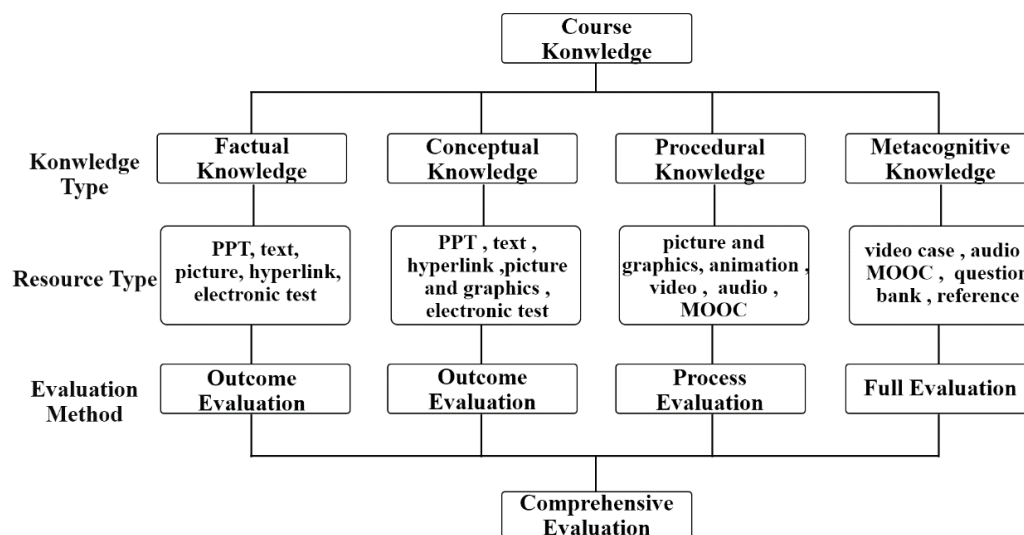 Course
Konwledge
Konwledge
Type
Factual
Knowledge
Conceptual
Knowledge
Procedural
Knowledge
Metacognitive
Knowledge
Resource Type
PPT, text,
picture, hyperlink,
electronic test
PPT , text ,
hyperlink ,picture
and graphics ,
electronic test
picture and
graphics, animation ,
video , audio ,
MOOC
video case , audio
MOOC , question
bank , reference
Evaluation
Method
Outcome
Evaluation
Outcome
Evaluation
Process
Evaluation
Full Evaluation
Comprehensive
Evaluation